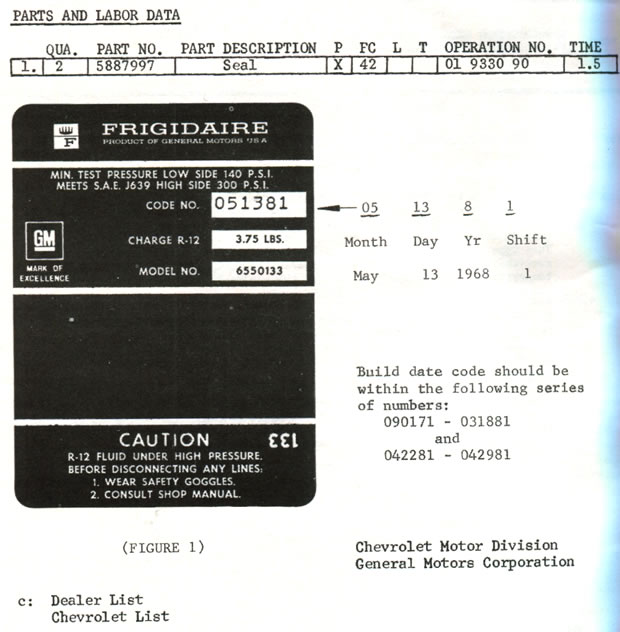 PARTS AND LABOR DATA
QUA. PART NO. PART DESCRIPTION P FC L T OPERATION NO. TIME
1. 2 5887997 Seal X 42 01 9330 90 1.5
F FRIGIDAIRE
PRODUCT OF GENERAL MOTORS USA
MIN. TEST PRESSURE LOW SIDE 140 P.S.I.
MEETS S.A.E. J639 HIGH SIDE 300 P.S.I.
CODE NO. 051381
05 13 8 1
GM CHARGE R-12 3.75 LBS.
Month Day Yr Shift
MARK OF
EXCELLENCE
MODEL NO. 6550133
May 13 1968 1
Build date code should be
within the following series
of numbers:
090171 - 031881
and
042281 - 042981
CAUTION 133
R-12 FLUID UNDER HIGH PRESSURE.
BEFORE DISCONNECTING ANY LINES:
1. WEAR SAFETY GOGGLES.
2. CONSULT SHOP MANUAL.
(FIGURE 1)
Chevrolet Motor Division
General Motors Corporation
c: Dealer List
Chevrolet List